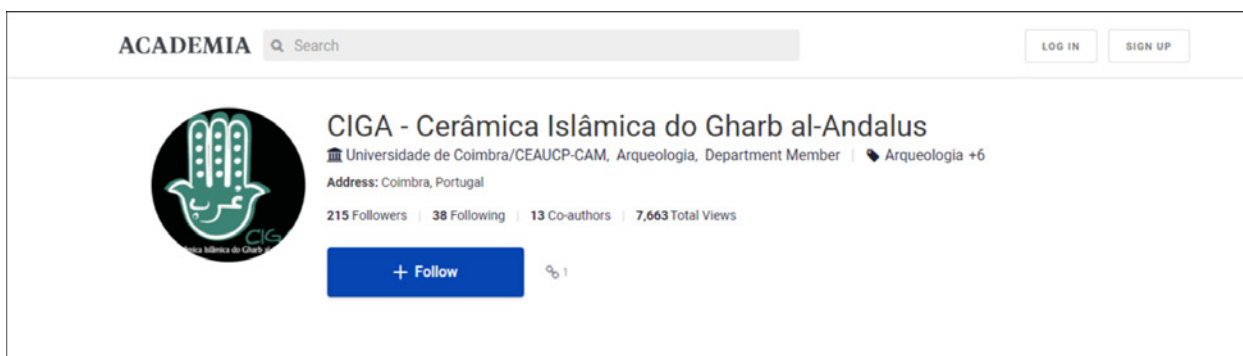 ACADEMIA
Search
LOG IN
SIGN UP
غرب
CIGA
CIGA - Cerâmica Islâmica do Gharb al-Andalus
Universidade de Coimbra/CEAUCP-CAM, Arqueologia, Department Member | Arqueologia +6
Address: Coimbra, Portugal
215 Followers | 38 Following | 13 Co-authors | 7,663 Total Views
+ Follow
1